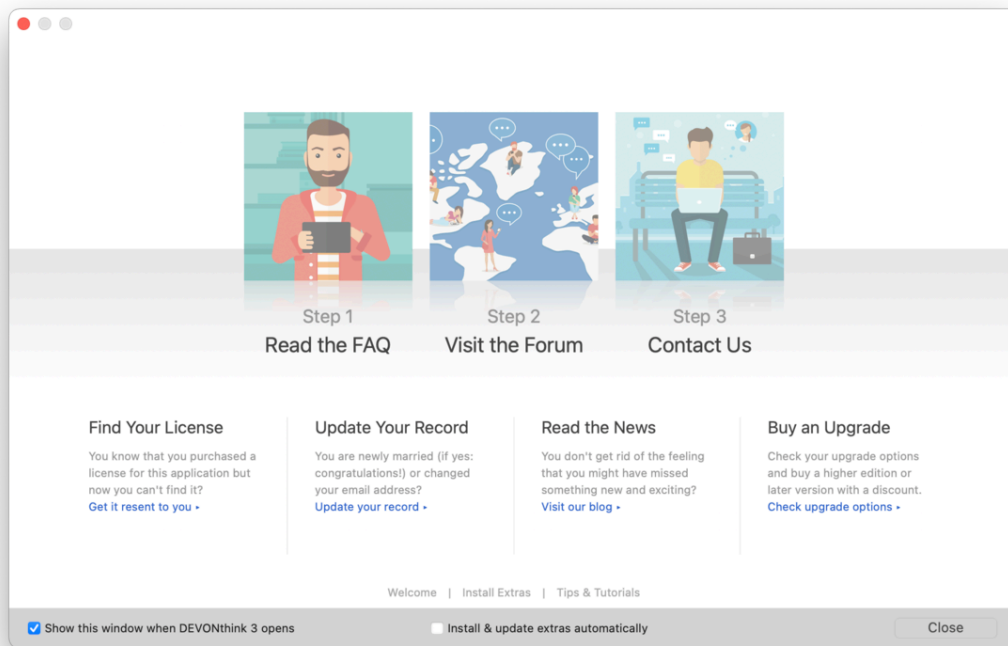 Step 1
Read the FAQ
Step 2
Visit the Forum
Step 3
Contact Us
Find Your License
You know that you purchased a
license for this application but
now you can't find it?
Get it resent to you ▸
Update Your Record
You are newly married (if yes:
congratulations!) or changed
your email address?
Update your record ▸
Read the News
You don't get rid of the feeling
that you might have missed
something new and exciting?
Visit our blog ▸
Buy an Upgrade
Check your upgrade options
and buy a higher edition or
later version with a discount.
Check upgrade options ▸
Welcome | Install Extras | Tips & Tutorials
Show this window when DEVONthink 3 opens
Install & update extras automatically
Close